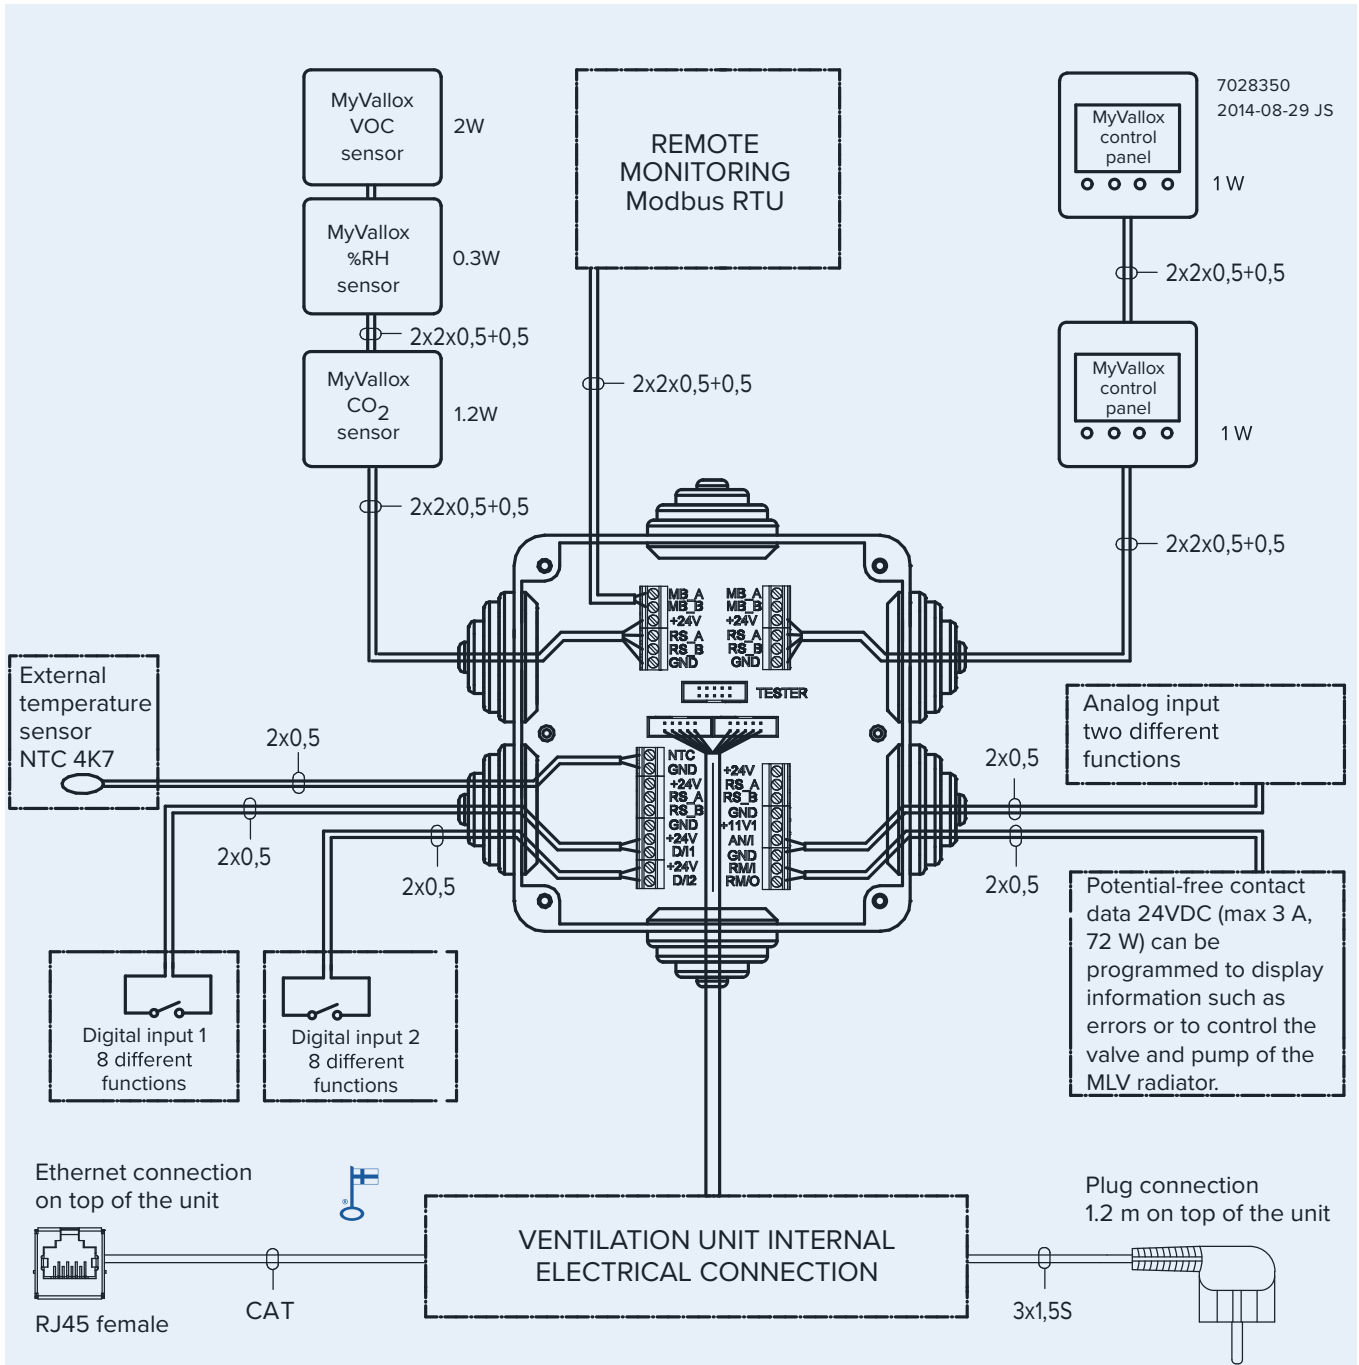 MyVallox
VOC
sensor
2W
MyVallox
%RH
sensor
0.3W
2x2x0,5+0,5
MyVallox
CO2
sensor
1.2W
2x2x0,5+0,5
REMOTE
MONITORING
Modbus RTU
2x2x0,5+0,5
7028350
2014-08-29 JS
MyVallox
control
panel
1 W
2x2x0,5+0,5
MyVallox
control
panel
1 W
2x2x0,5+0,5
MB_A
MB_B
+24V
RS_A
RS_B
GND
MB_A
MB_B
+24V
RS_A
RS_B
GND
TESTER
External
temperature
sensor
NTC 4K7
2x0,5
2x0,5
2x0,5
NTC
GND
+24V
RS_A
RS_B
GND
+24V
D/I1
+24V
D/I2
+24V
RS_A
RS_B
GND
+11V1
AN/I
GND
RM/I
RM/O
Analog input
two different
functions
2x0,5
2x0,5
Potential-free contact
data 24VDC (max 3 A,
72 W) can be
programmed to display
information such as
errors or to control the
valve and pump of the
MLV radiator.
Digital input 1
8 different
functions
Digital input 2
8 different
functions
Ethernet connection
on top of the unit
RJ45 female
CAT
®
VENTILATION UNIT INTERNAL
ELECTRICAL CONNECTION
3x1,5S
Plug connection
1.2 m on top of the unit